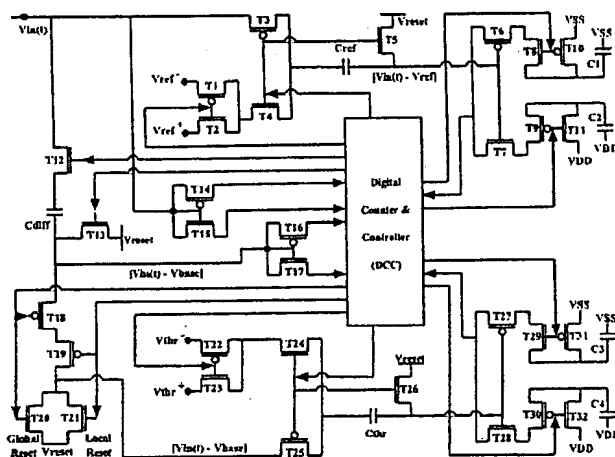 Vin(t)
T3
Vreset
T5
Cref
[Vin(t) - Vref]
T6
T8
T10
VSS
VSS
C1
Vref -
T1
T2
Vref +
T4
T7
T9
T11
C2
VDD
VDD
T12
Cdiff
T13
Vreset
T14
T15
T16
T17
[Vin(t) - Vbase]
Digital
Counter &
Controller
(DCC)
T18
T19
T20
T21
Global
Reset
Vreset
Local
Reset
Vthr -
T22
T23
Vthr +
T24
T25
[Vin(t) - Vbase]
Vreset
T26
Cthr
T27
T28
T29
T31
VSS
VSS
C3
T30
T32
C4
VDD
VDD